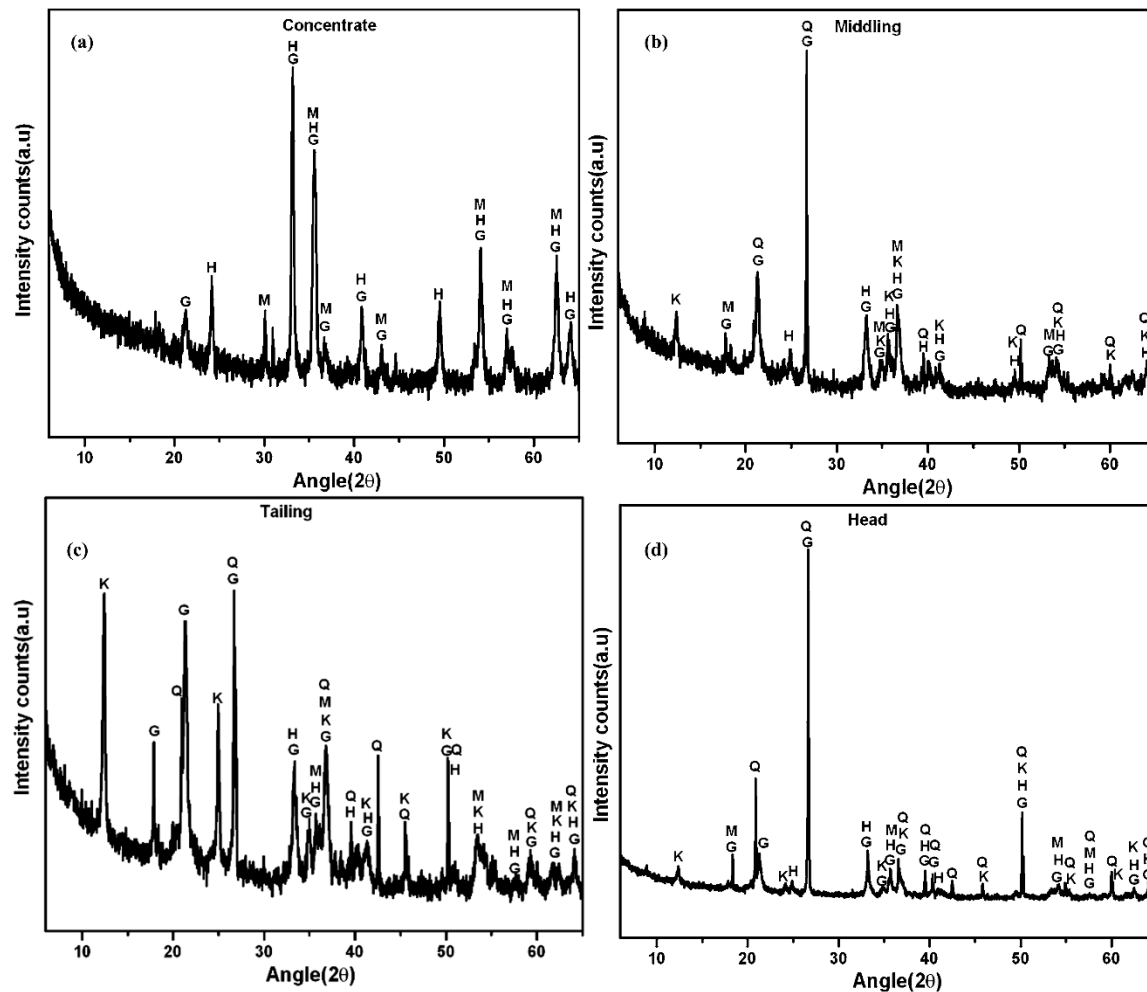 (a)
Concentrate
Intensity counts(a.u)
G
H
M
H
G
M
H
G
M
G
H
G
M
G
H
M
H
G
M
H
G
M
H
G
H
G
10 20 30 40 50 60
Angle(2θ)
(b)
Middling
Intensity counts(a.u)
K
M
G
Q
G
H
Q
G
H
G
M
K
G
K
H
G
M
K
H
G
Q
H
K
H
G
K
H
Q
M
G
Q
K
H
G
Q
K
10 20 30 40 50 60
Angle(2θ)
(c)
Tailing
Intensity counts(a.u)
K
G
Q
G
K
Q
G
H
G
K
G
M
H
G
Q
M
K
G
Q
H
K
H
G
Q
K
Q
K
G
Q
H
M
K
H
M
H
G
Q
K
G
M
K
H
G
Q
K
H
G
10 20 30 40 50 60
Angle(2θ)
(d)
Head
Intensity counts(a.u)
K
M
G
Q
G
K
H
Q
G
H
G
K
G
M
H
G
Q
K
G
Q
H
G
Q
G
H
Q
Q
K
Q
K
H
G
M
H
G
Q
K
Q
M
H
G
Q
K
K
H
G
10 20 30 40 50 60
Angle(2θ)